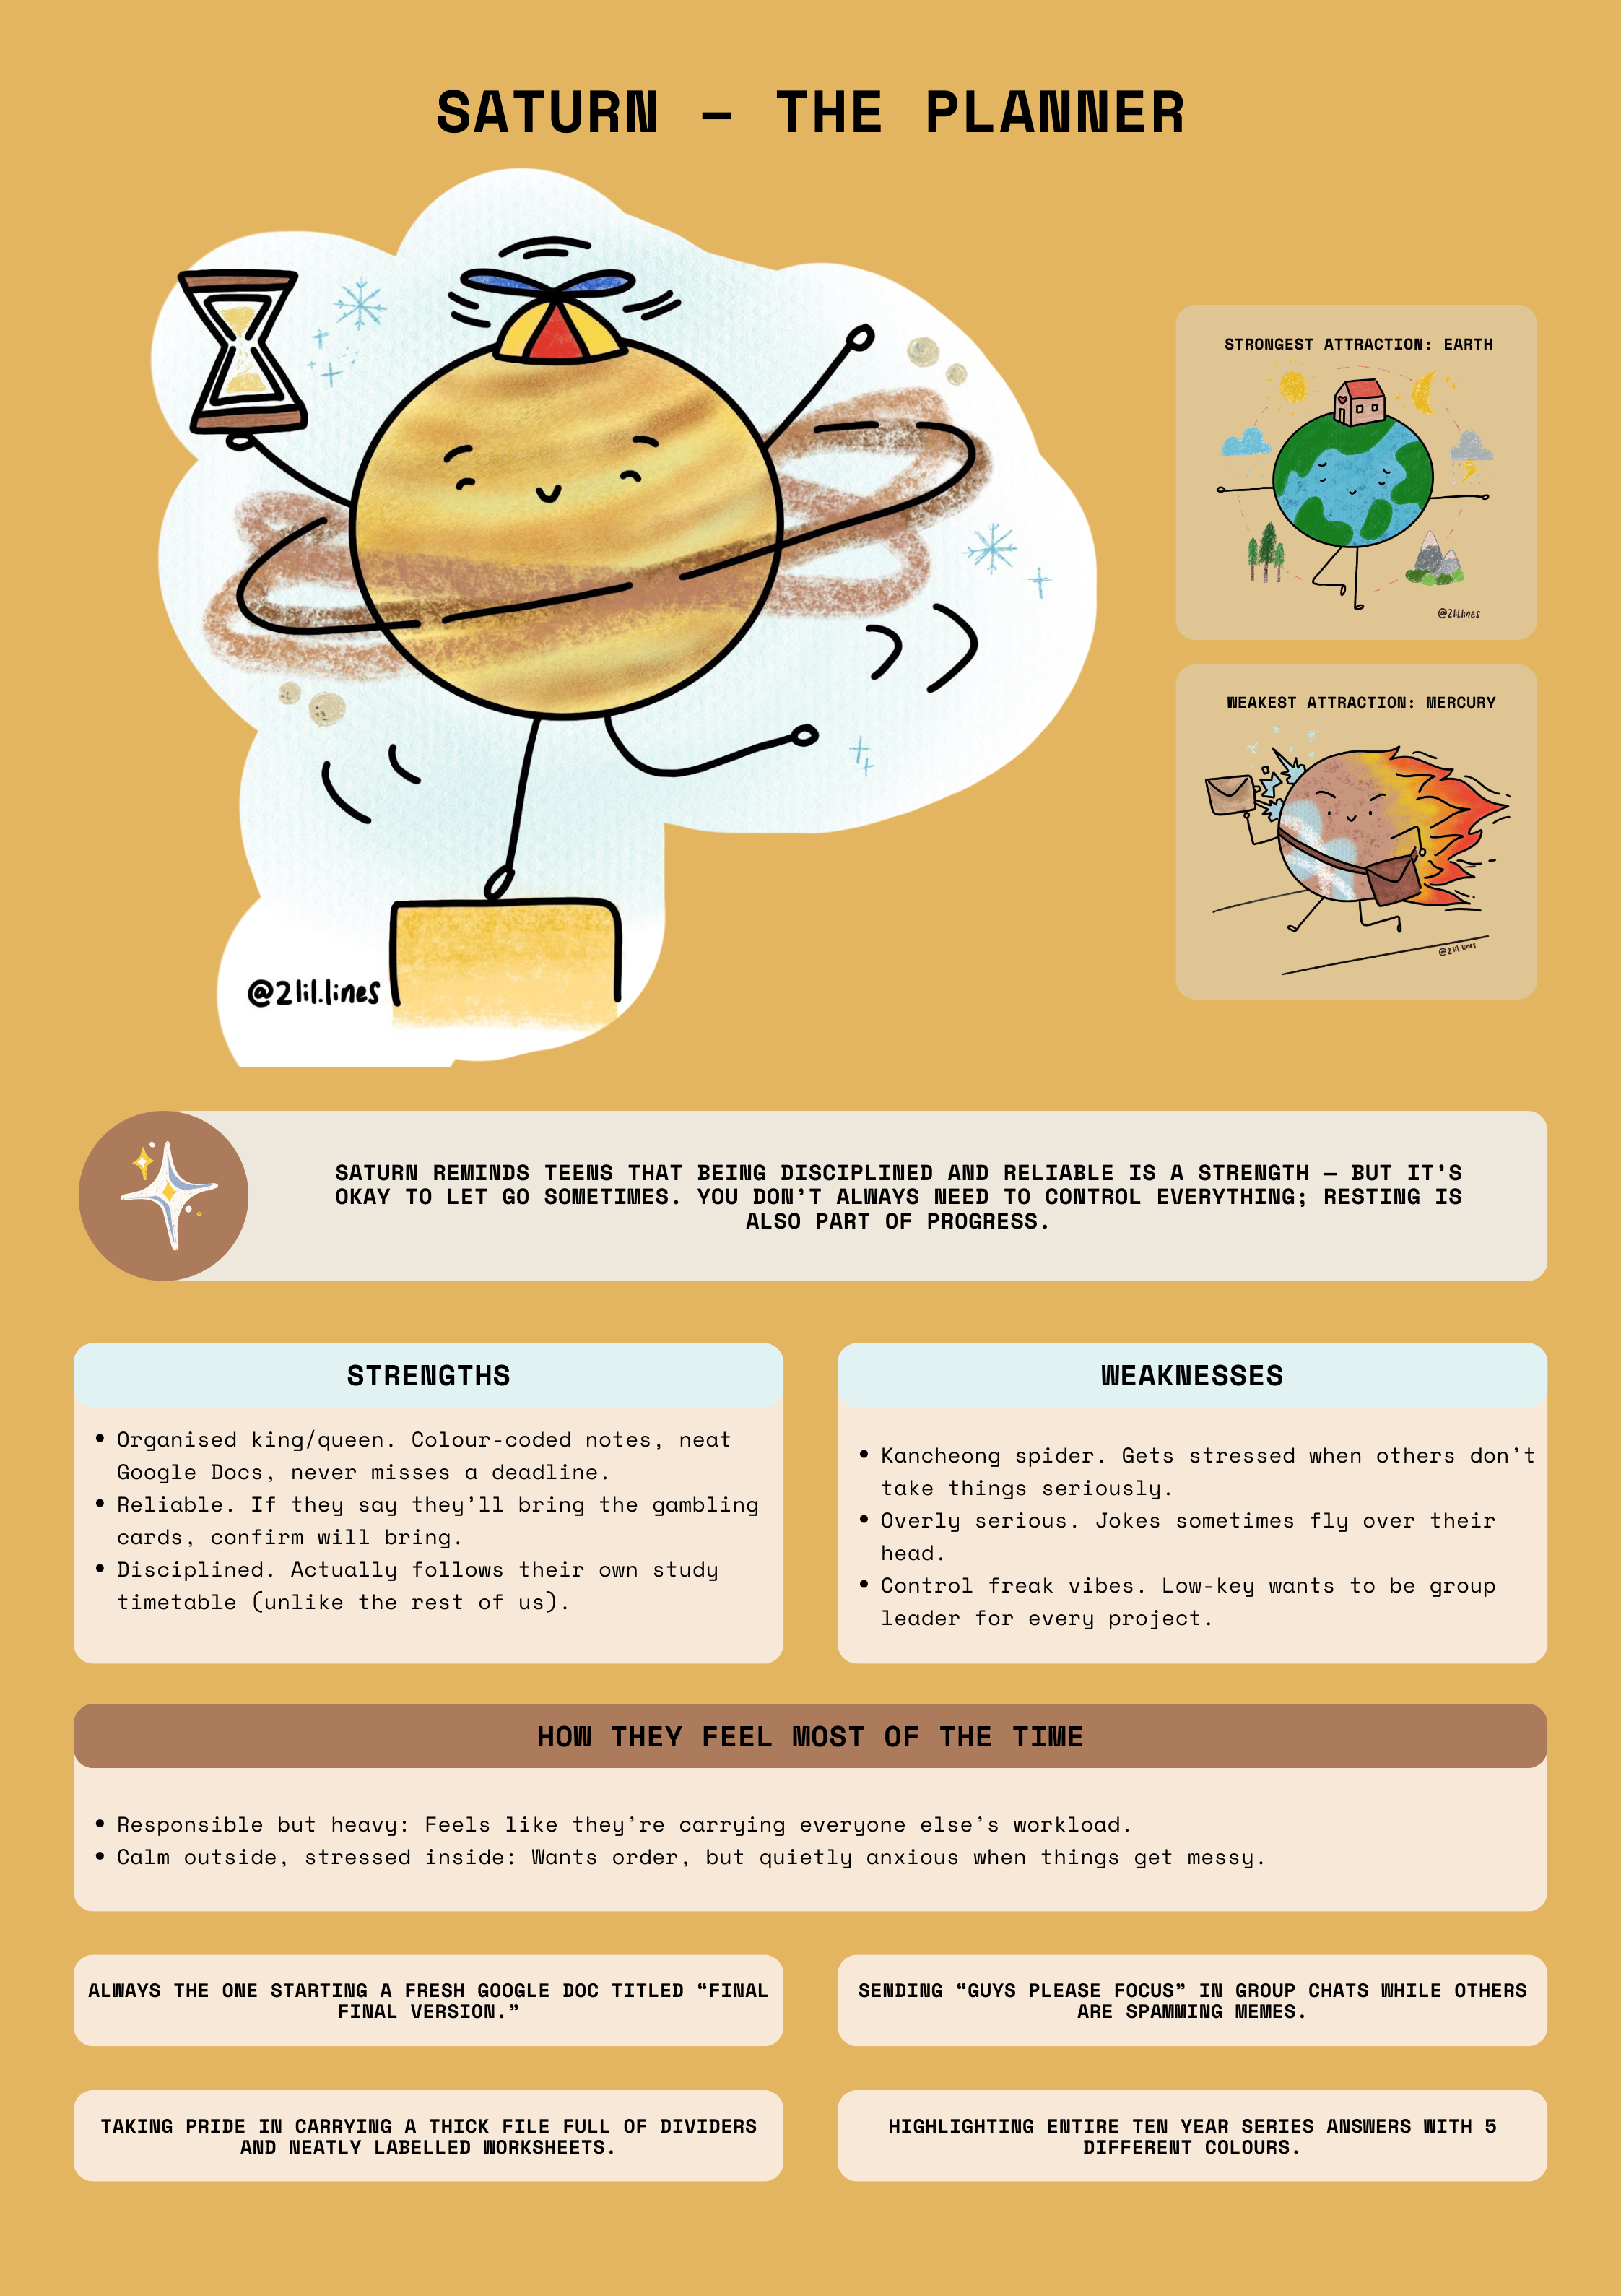 SATURN – THE PLANNER
STRONGEST ATTRACTION: EARTH
@2lil.lines
WEAKEST ATTRACTION: MERCURY
@2lil.lines
@2lil.lines
SATURN REMINDS TEENS THAT BEING DISCIPLINED AND RELIABLE IS A STRENGTH – BUT IT’S
OKAY TO LET GO SOMETIMES. YOU DON’T ALWAYS NEED TO CONTROL EVERYTHING; RESTING IS
ALSO PART OF PROGRESS.
STRENGTHS
• Organised king/queen. Colour-coded notes, neat
Google Docs, never misses a deadline.
• Reliable. If they say they’ll bring the gambling
cards, confirm will bring.
• Disciplined. Actually follows their own study
timetable (unlike the rest of us).
WEAKNESSES
• Kancheong spider. Gets stressed when others don’t
take things seriously.
• Overly serious. Jokes sometimes fly over their
head.
• Control freak vibes. Low-key wants to be group
leader for every project.
HOW THEY FEEL MOST OF THE TIME
• Responsible but heavy: Feels like they’re carrying everyone else’s workload.
• Calm outside, stressed inside: Wants order, but quietly anxious when things get messy.
ALWAYS THE ONE STARTING A FRESH GOOGLE DOC TITLED “FINAL
FINAL VERSION.”
SENDING “GUYS PLEASE FOCUS” IN GROUP CHATS WHILE OTHERS
ARE SPAMMING MEMES.
TAKING PRIDE IN CARRYING A THICK FILE FULL OF DIVIDERS
AND NEATLY LABELLED WORKSHEETS.
HIGHLIGHTING ENTIRE TEN YEAR SERIES ANSWERS WITH 5
DIFFERENT COLOURS.